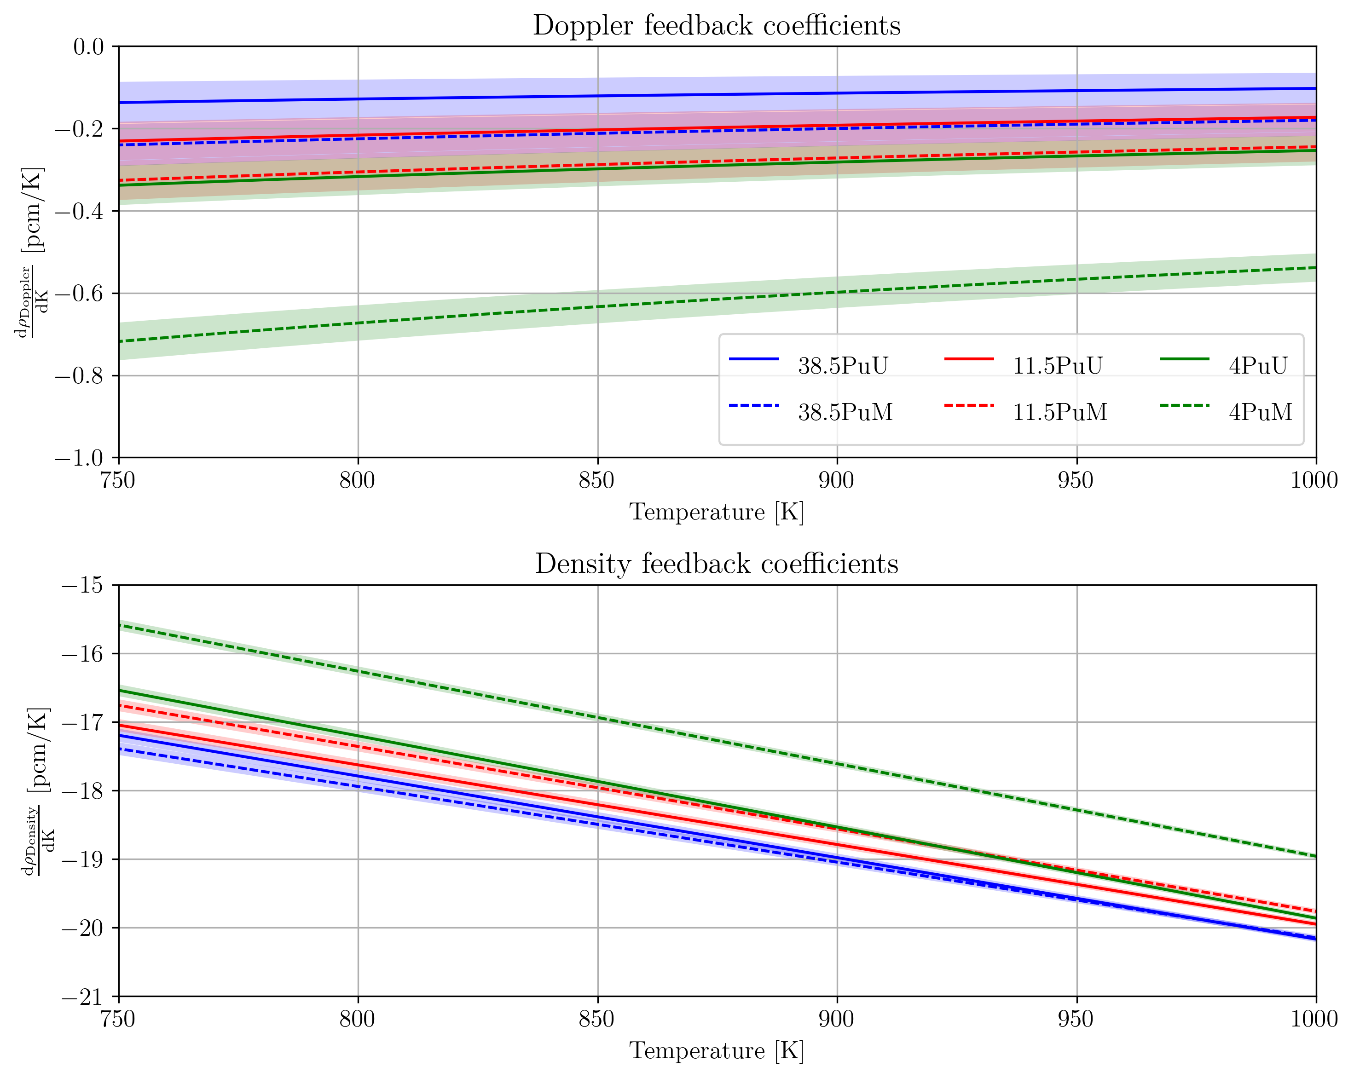 Doppler feedback coefficients
0.0
−0.2
−0.4
−0.6
−0.8
−1.0
dρDoppler
dK
[pcm/K]
38.5PuU 11.5PuU 4PuU
38.5PuM 11.5PuM 4PuM
750 800 850 900 950 1000
Temperature [K]
Density feedback coefficients
−15
−16
−17
−18
−19
−20
−21
dρDensity
dK
[pcm/K]
750 800 850 900 950 1000
Temperature [K]